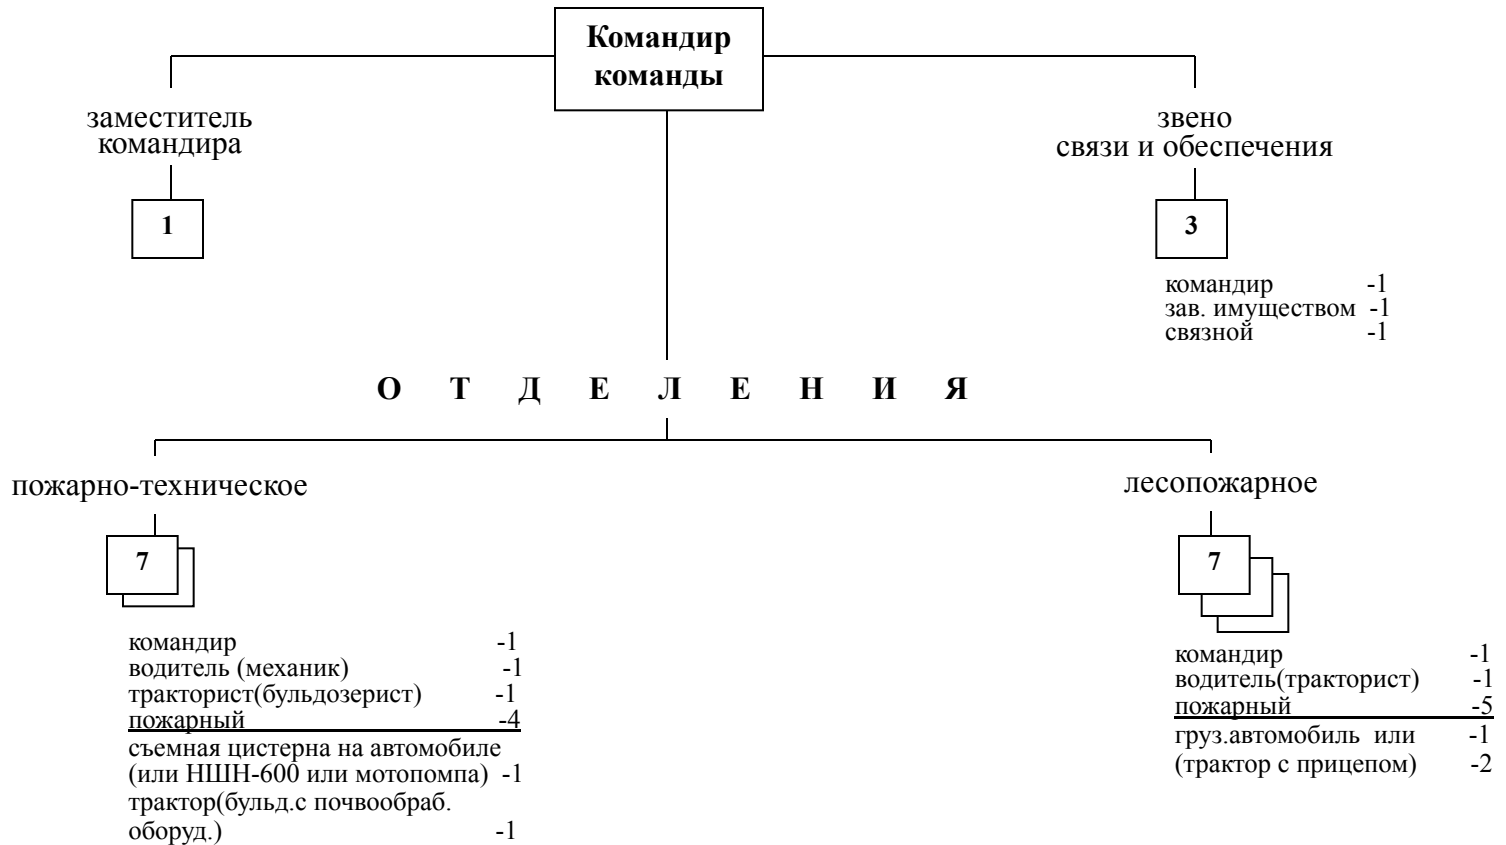 Командир
команды
заместитель
командира
1
звено
связи и обеспечения
3
командир -1
зав. имуществом -1
связной -1
О Т Д Е Л Е Н И Я
пожарно-техническое
7
командир -1
водитель (механик) -1
тракторист(бульдозерист) -1
пожарный -4
съемная цистерна на автомобиле
(или НШН-600 или мотопомпа) -1
трактор(бульд.с почвообраб.
оборуд.) -1
лесопожарное
7
командир -1
водитель(тракторист) -1
пожарный -5
груз.автомобиль или -1
(трактор с прицепом) -2